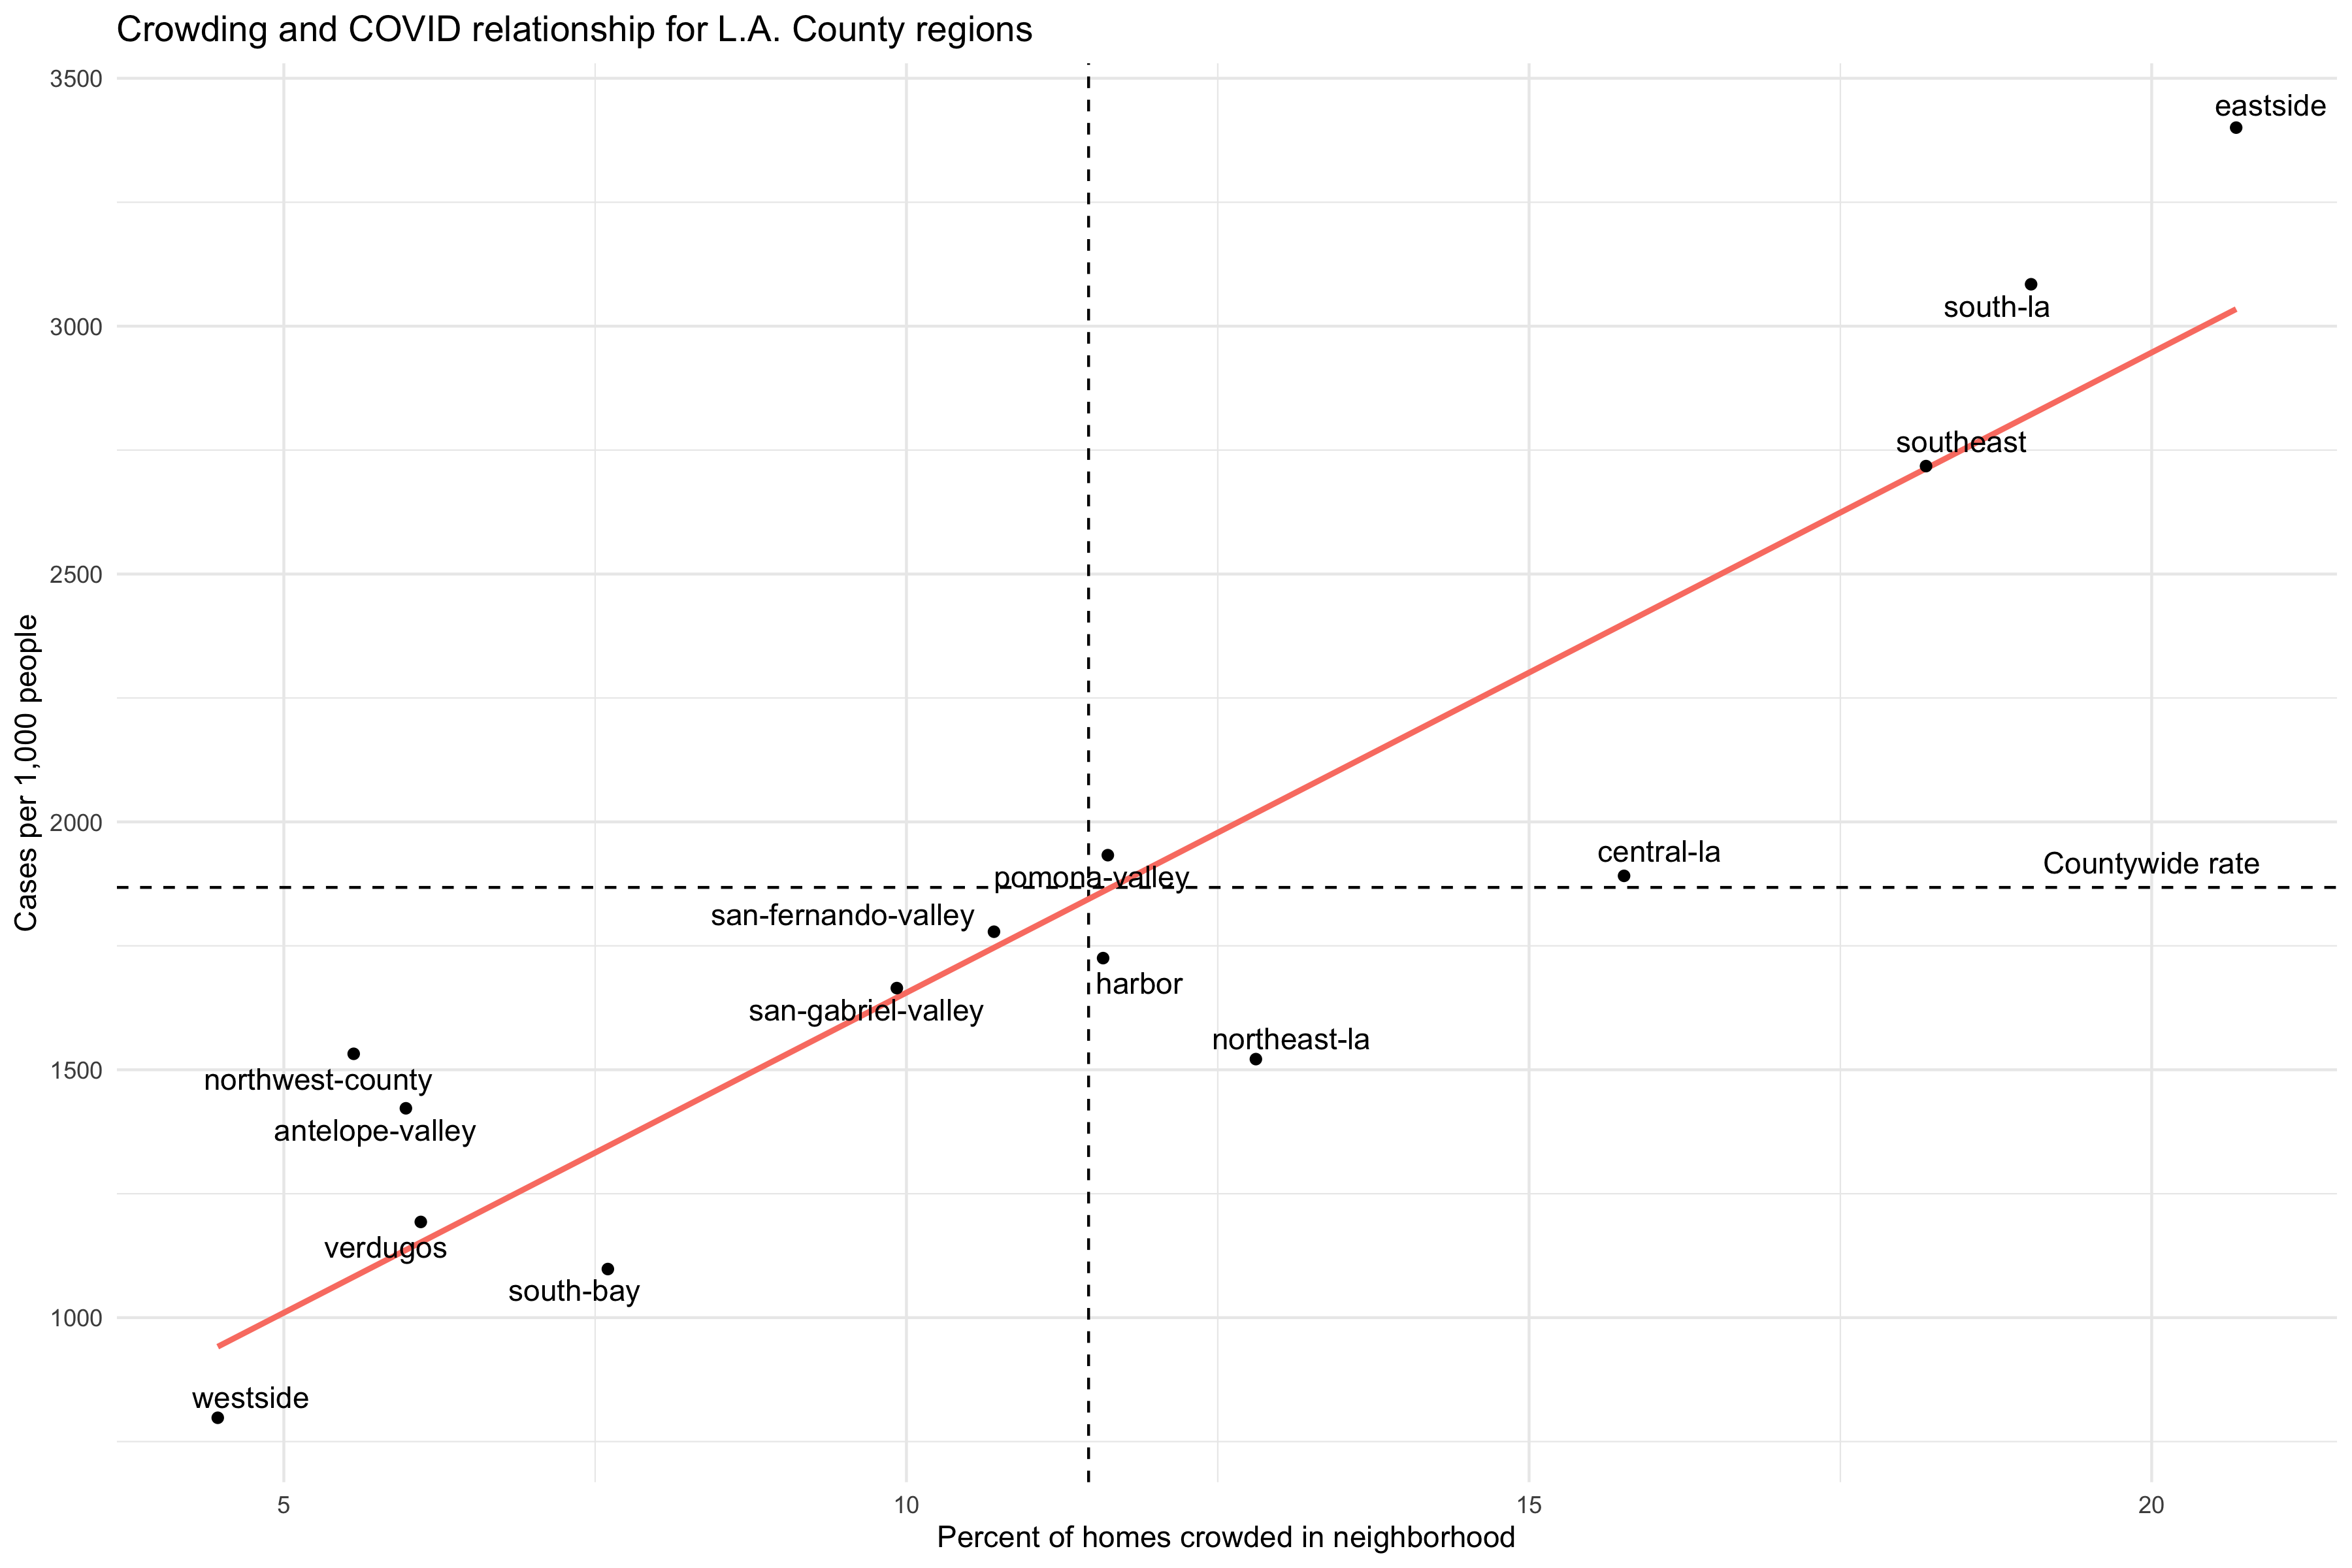 Crowding and COVID relationship for L.A. County regions
3500
eastside
south-la
3000
southeast
2500
Cases per 1,000 people
2000
central-la
Countywide rate
pomona-valley
san-fernando-valley
harbor
san-gabriel-valley
northeast-la
1500
northwest-county
antelope-valley
verdugos
south-bay
1000
westside
5
10
15
20
Percent of homes crowded in neighborhood